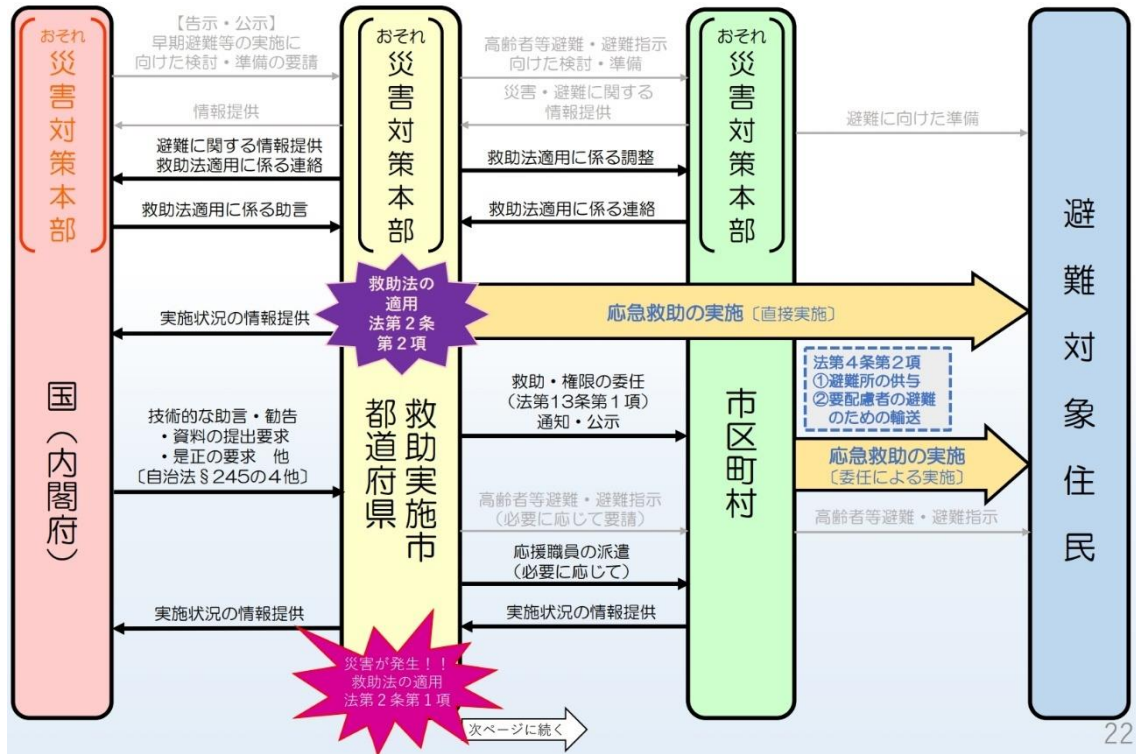 おそれ
災害対策本部
国（内閣府）
【告示・公示】
早期避難等の実施に
向けた検討・準備の要請
情報提供
避難に関する情報提供
救助法適用に係る連絡
救助法適用に係る助言
実施状況の情報提供
技術的な助言・勧告
・資料の提出要求
・是正の要求　他
〔自治法§245の4他〕
実施状況の情報提供
おそれ
災害対策本部
救助法の
適用
法第２条
第２項
救助実施市
都道府県
災害が発生！！
救助法の適用
法第２条第１項
高齢者等避難・避難指示
向けた検討・準備
災害・避難に関する
情報提供
救助法適用に係る調整
救助法適用に係る連絡
応急救助の実施〔直接実施〕
救助・権限の委任
（法第13条第１項）
通知・公示
高齢者等避難・避難指示
（必要に応じて要請）
応援職員の派遣
（必要に応じて）
実施状況の情報提供
次ページに続く
おそれ
災害対策本部
市区町村
避難に向けた準備
法第４条第２項
①避難所の供与
②要配慮者の避難
のための輸送
応急救助の実施
〔委任による実施〕
高齢者等避難・避難指示
避難対象住民
22